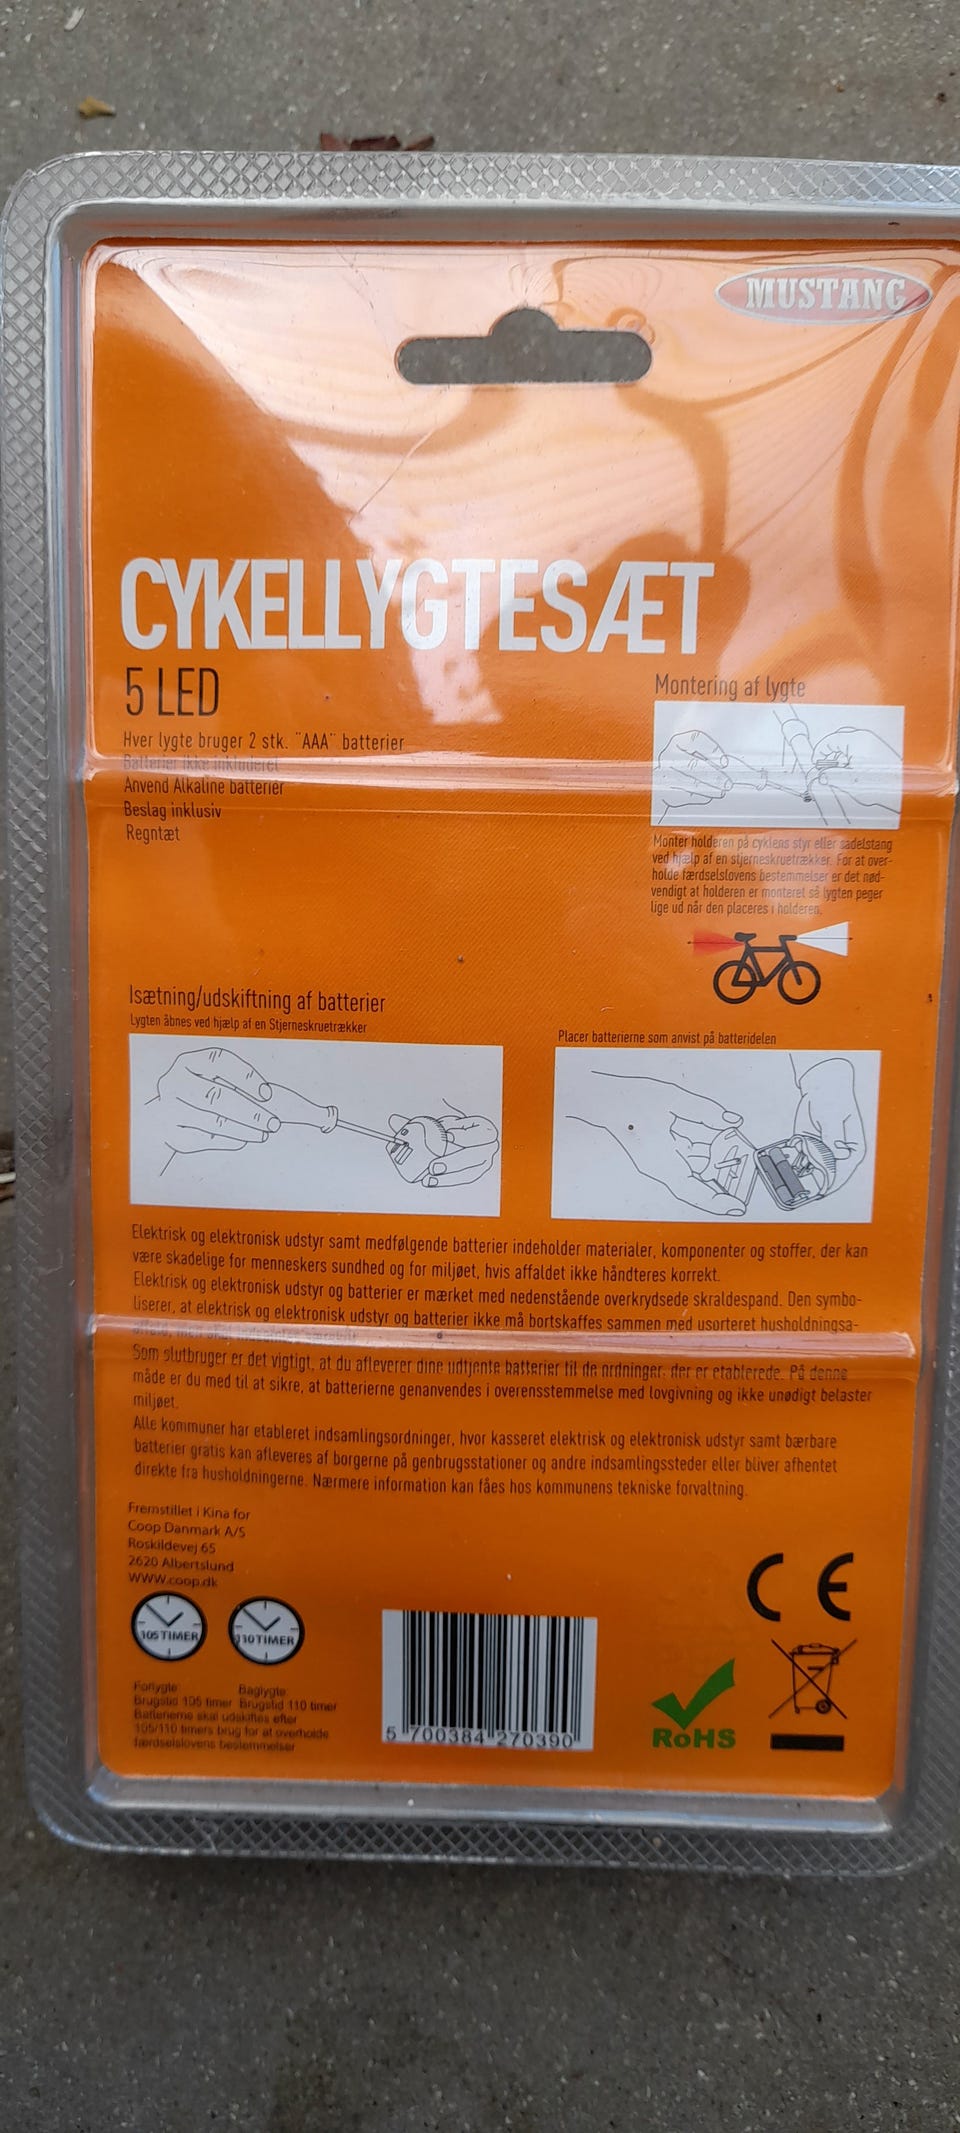 MUSTANG
CYKELLYGTESÆT
5 LED
Hver lygte bruger 2 stk. ¨AAA¨ batterier
Batterier ikke inkluderet
Anvend Alkaline batterier
Beslag inklusiv
Regntæt
Montering af lygte
Monter holderen på cyklens styr eller sadelstang
ved hjælp af en stjerneskruetrækker. For at over-
holde færdselslovens bestemmelser er det nød-
vendigt at holderen er monteret så lygten peger
lige ud når den placeres i holderen.
Isætning/udskiftning af batterier
Lygten åbnes ved hjælp af en Stjerneskruetrækker
Placer batterierne som anvist på batteridelen
Elektrisk og elektronisk udstyr samt medfølgende batterier indeholder materialer, komponenter og stoffer, der kan
være skadelige for menneskers sundhed og for miljøet, hvis affaldet ikke håndteres korrekt.
Elektrisk og elektronisk udstyr og batterier er mærket med nedenstående overkrydsede skraldespand. Den symbo-
liserer, at elektrisk og elektronisk udstyr og batterier ikke må bortskaffes sammen med usorteret husholdningsa-
Som slutbruger er det vigtigt, at du afleverer dine udtjente batterier til de ordninger, der er etablerede. På denne
måde er du med til at sikre, at batterierne genanvendes i overensstemmelse med lovgivning og ikke unødigt belaster
miljøet.
Alle kommuner har etableret indsamlingsordninger, hvor kasseret elektrisk og elektronisk udstyr samt bærbare
batterier gratis kan afleveres af borgerne på genbrugsstationer og andre indsamlingssteder eller bliver afhentet
direkte fra husholdningerne. Nærmere information kan fåes hos kommunens tekniske forvaltning.
Fremstillet i Kina for
Coop Danmark A/S
Roskildevej 65
2620 Albertslund
WWW.coop.dk
105 TIMER
110 TIMER
Forlygte: Baglygte:
Brugstid 105 timer Brugstid 110 timer
Batterierne skal udskiftes efter
105/110 timers brug for at overholde
færdselslovens bestemmelser
5 700384 270390
RoHS
CE